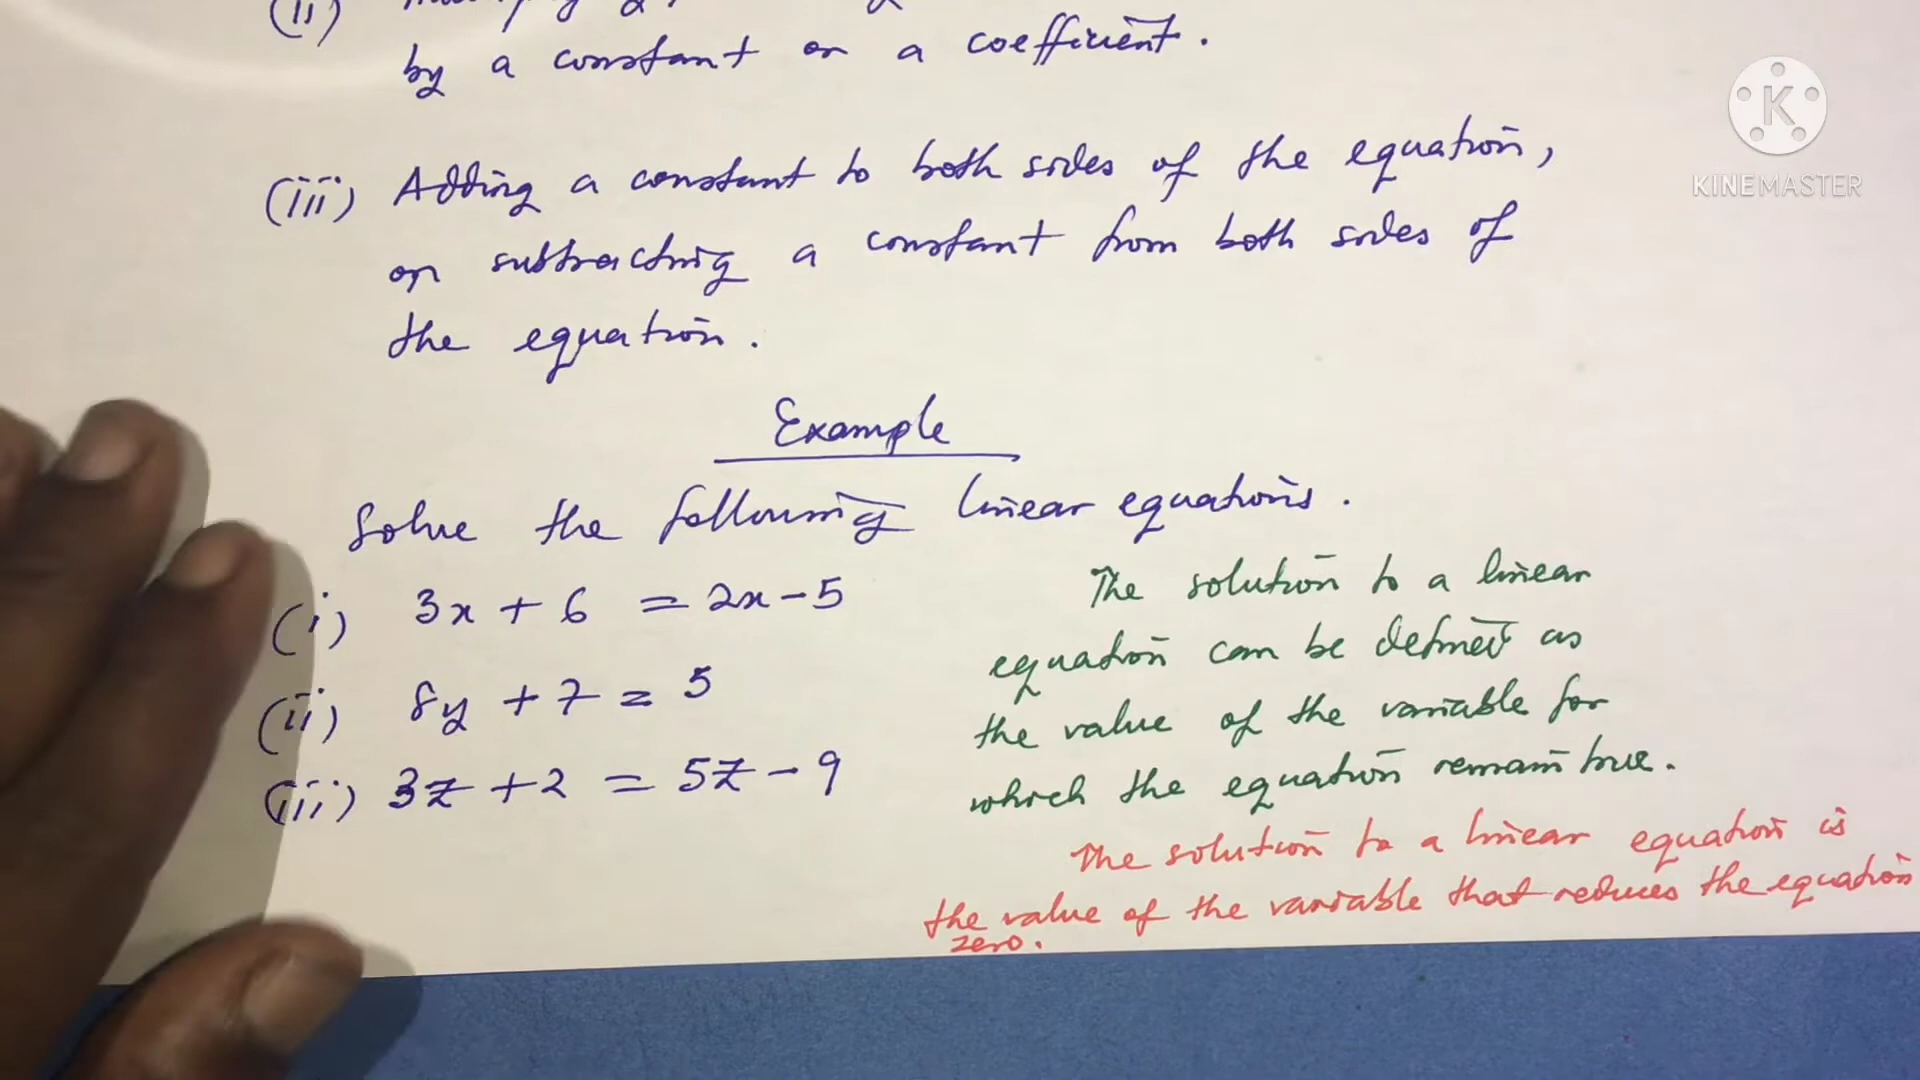 (ii)
by a constant or a coefficient.
(iii) Adding a constant to both sides of the equation,
or subtracting a constant from both sides of
the equation.
Example
Solve the following linear equations.
(i) 3x + 6 = 2x - 5
(ii) 8y + 7 = 5
(iii) 3z + 2 = 5z - 9
The solution to a linear
equation can be defined as
the value of the variable for
which the equation remain true.
The solution to a linear equation is
the value of the variable that reduces the equation
zero.
K
KINEMASTER